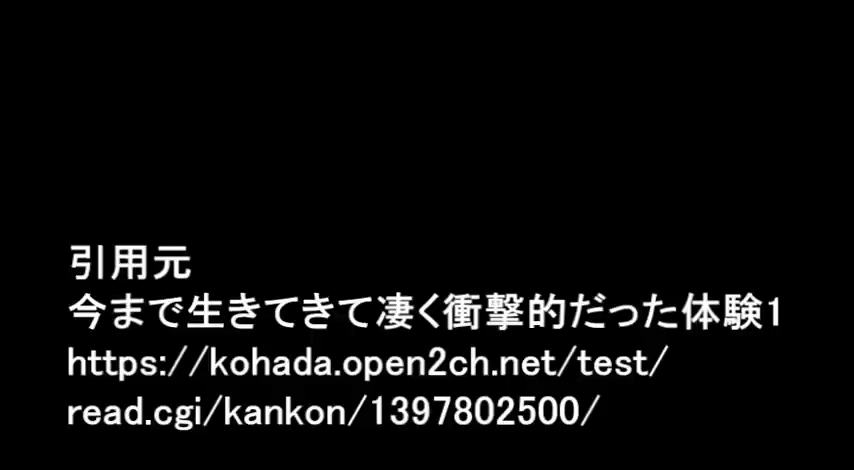 引用元
今まで生きてきて凄く衝撃的だった体験1
https://kohada.open2ch.net/test/
read.cgi/kankon/1397802500/